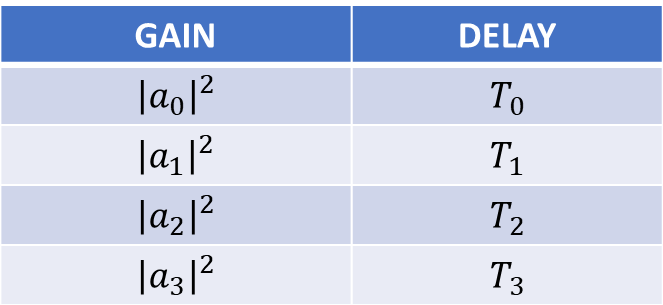 GAIN DELAY
|a₀|² T₀
|a₁|² T₁
|a₂|² T₂
|a₃|² T₃